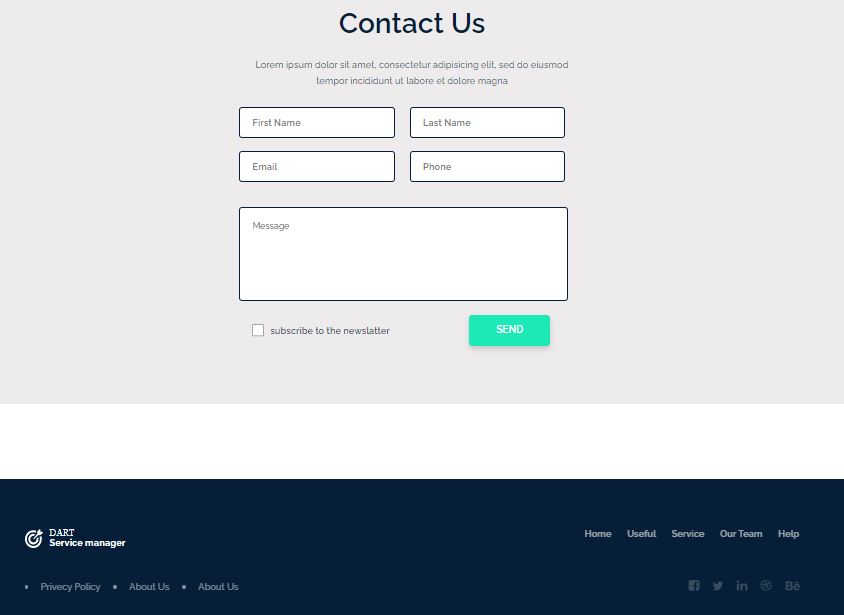 Contact Us
Lorem ipsum dolor sit amet, consectetur adipisicing elit, sed do eiusmod
tempor incididunt ut labore et dolore magna
First Name
Last Name
Email
Phone
Message
subscribe to the newslatter
SEND
DART
Service manager
Home Useful Service Our Team Help
• Privecy Policy • About Us • About Us